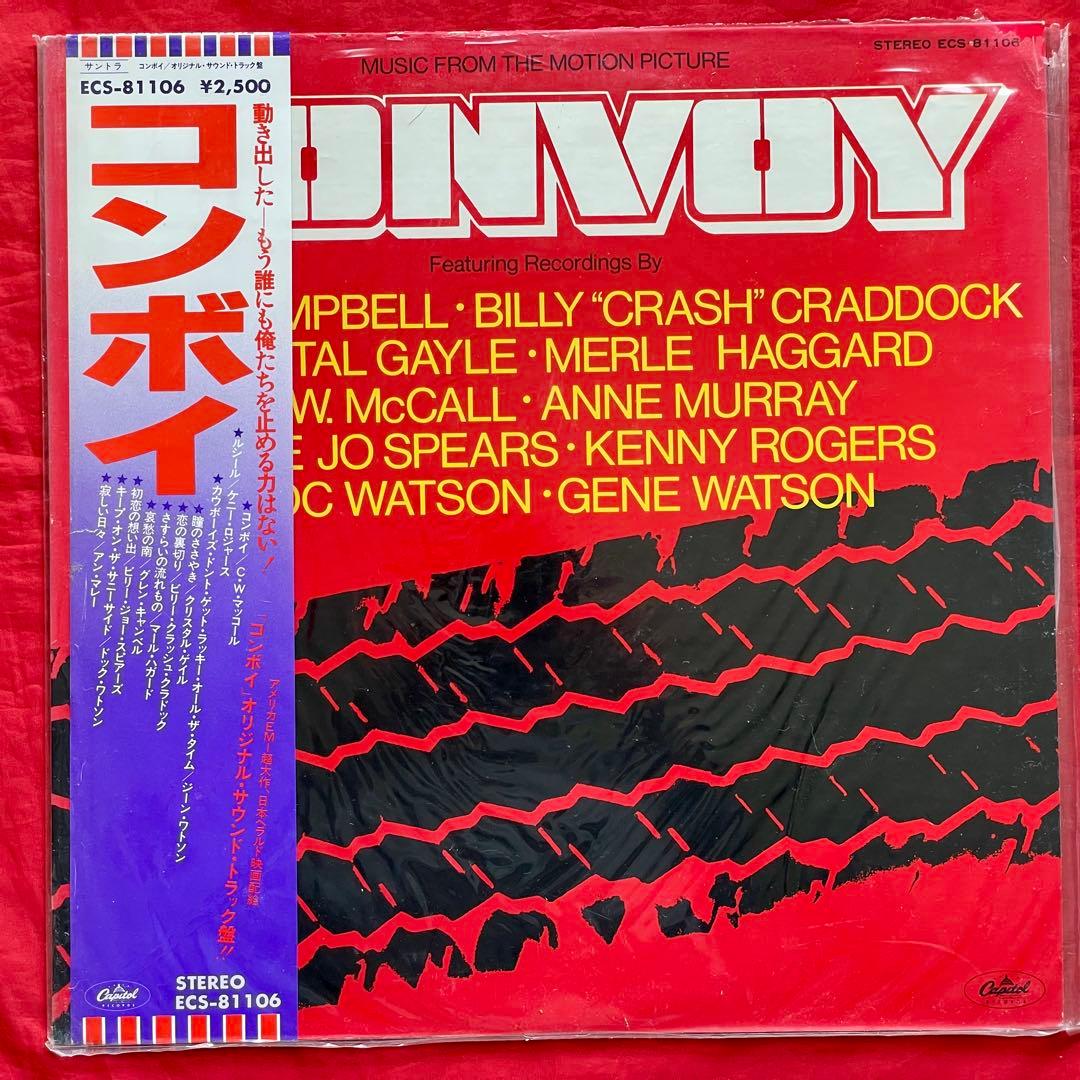 サントラ
コンボイ/オリジナル・サウンド・トラック盤
ECS-81106 ¥2,500
コンボイ
動き出した—もう誰にも俺たちを止める力はない!
★コンボイ/C・W・マッコール
★ルシール/ケニー・ロジャース
カウボーイズ・ドント・ゲット・ラッキー・オール・ザ・タイム/ジーン・ワトソン
★瞳のささやき/クリスタル・ゲイル
恋の裏切り/ビリー・クラッシュ・クラドック
★さすらいの流れもの/マール・ハガード
★哀愁の南/グレン・キャンベル
★初恋の想い出/ビリー・ジョー・スピアーズ
★キープ・オン・ザ・サニーサイド/ドック・ワトソン
★寂しい日々/アン・マレー
アメリカEMI超大作、日本ヘラルド映画配給
「コンボイ」オリジナル・サウンド・トラック盤!!
Capitol
RECORDS
STEREO
ECS-81106
STEREO ECS-81106
MUSIC FROM THE MOTION PICTURE
ONVOY
Featuring Recordings By
MPBELL · BILLY “CRASH” CRADDOCK
TAL GAYLE · MERLE HAGGARD
W. McCALL · ANNE MURRAY
E JO SPEARS · KENNY ROGERS
OC WATSON · GENE WATSON
Capitol
RECORDS